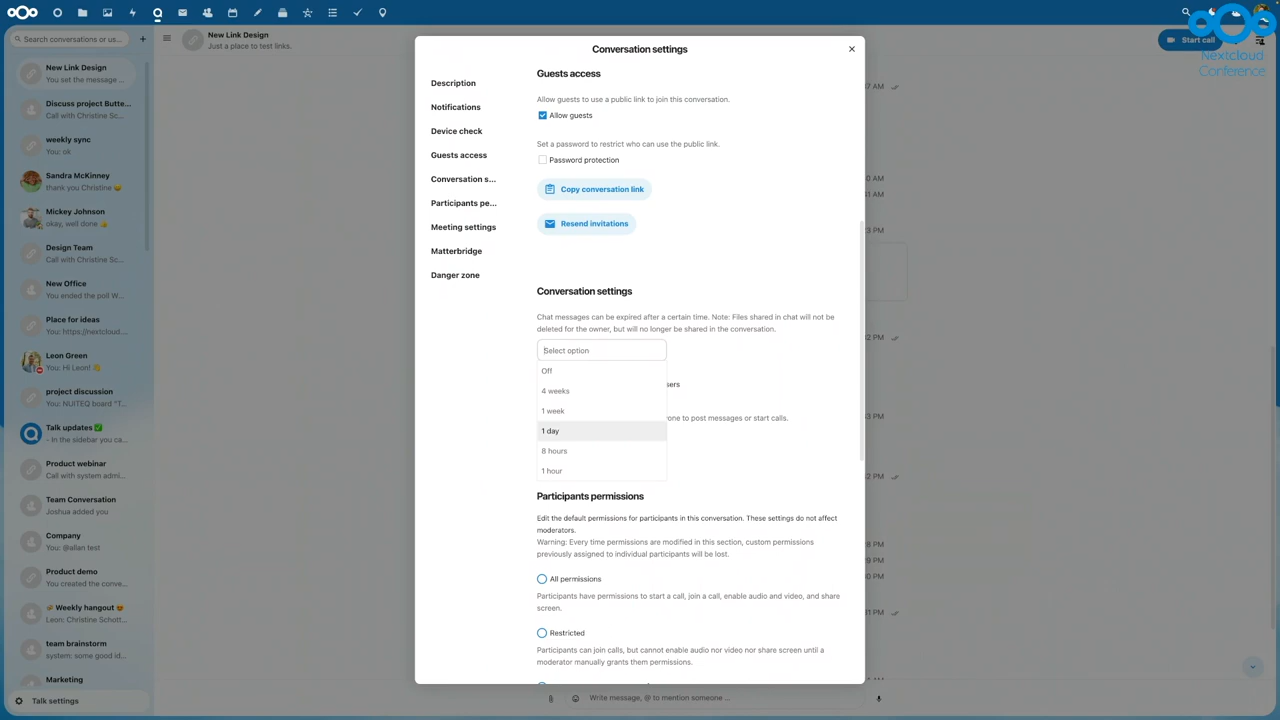 Search conversations or us...
New Link Design
You set the message ...
Discuss project Butte...
Call with Christine Sc...
weekly sync
You: ok
Sandra McKinney
thank you Christine 😄
Mickey Johnson
okay, well done 👍
Design Team
Call with Christine Sc...
New Office
You ended the poll W...
Place for ideas
You: https://nextcloud....
Leon Green
You: Hi Leon! 👋
project discussion
You: NUITEQ board "T...
Talk updates ✅
- In the sidebar you ca...
Product webinar
Call with system admi...
Team Conversation
Joshua added you
Company
You: @alian test
Product demo
You created the conve...
Weekly hangout 😍
Leon: Christine Schott...
team brainstorm
system: some good id...
Marketing
Talk settings
New Link Design
Just a place to test links.
Start call
Nextcloud
Conference
Conversation settings
Description
Notifications
Device check
Guests access
Conversation s...
Participants pe...
Meeting settings
Matterbridge
Danger zone
Guests access
Allow guests to use a public link to join this conversation.
Allow guests
Set a password to restrict who can use the public link.
Password protection
Copy conversation link
Resend invitations
Conversation settings
Chat messages can be expired after a certain time. Note: Files shared in chat will not be
deleted for the owner, but will no longer be shared in the conversation.
Select option
Off
4 weeks
1 week
1 day
8 hours
1 hour
sers
one to post messages or start calls.
Participants permissions
Edit the default permissions for participants in this conversation. These settings do not affect
moderators.
Warning: Every time permissions are modified in this section, custom permissions
previously assigned to individual participants will be lost.
All permissions
Participants have permissions to start a call, join a call, enable audio and video, and share
screen.
Restricted
Participants can join calls, but cannot enable audio nor video nor share screen until a
moderator manually grants them permissions.
Write message, @ to mention someone ...